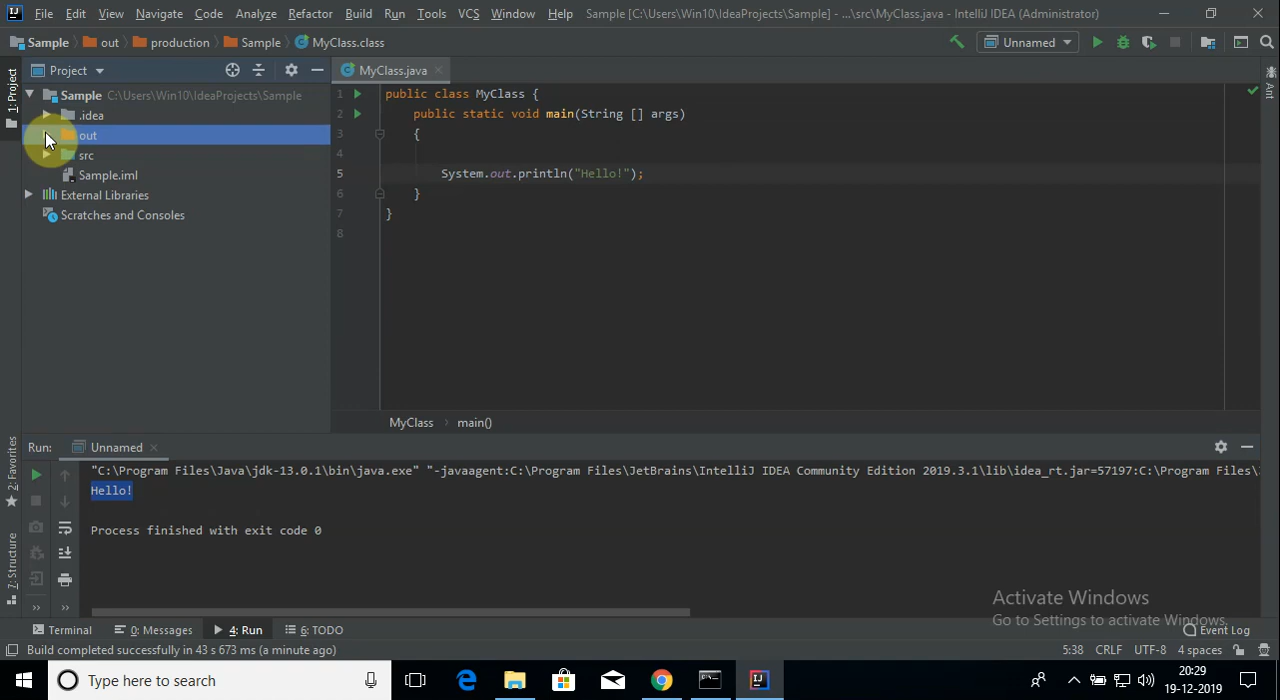 File Edit View Navigate Code Analyze Refactor Build Run Tools VCS Window Help Sample [C:\Users\Win10\IdeaProjects\Sample] - ...\src\MyClass.java - IntelliJ IDEA (Administrator)
Sample out production Sample MyClass.class Unnamed
1: Project
Project
MyClass.java
Sample C:\Users\Win10\IdeaProjects\Sample
.idea
out
src
Sample.iml
External Libraries
Scratches and Consoles
1 public class MyClass {
2 public static void main(String [] args)
3 {
4
5 System.out.println("Hello!");
6 }
7 }
8
Ant
MyClass main()
Run: Unnamed
"C:\Program Files\Java\jdk-13.0.1\bin\java.exe" "-javaagent:C:\Program Files\JetBrains\IntelliJ IDEA Community Edition 2019.3.1\lib\idea_rt.jar=57197:C:\Program Files\
Hello!
Process finished with exit code 0
2: Favorites
Z: Structure
Activate Windows
Go to Settings to activate Windows.
Terminal 0: Messages 4: Run 6: TODO Event Log
Build completed successfully in 43 s 673 ms (a minute ago) 5:38 CRLF UTF-8 4 spaces
Type here to search
20:29
19-12-2019